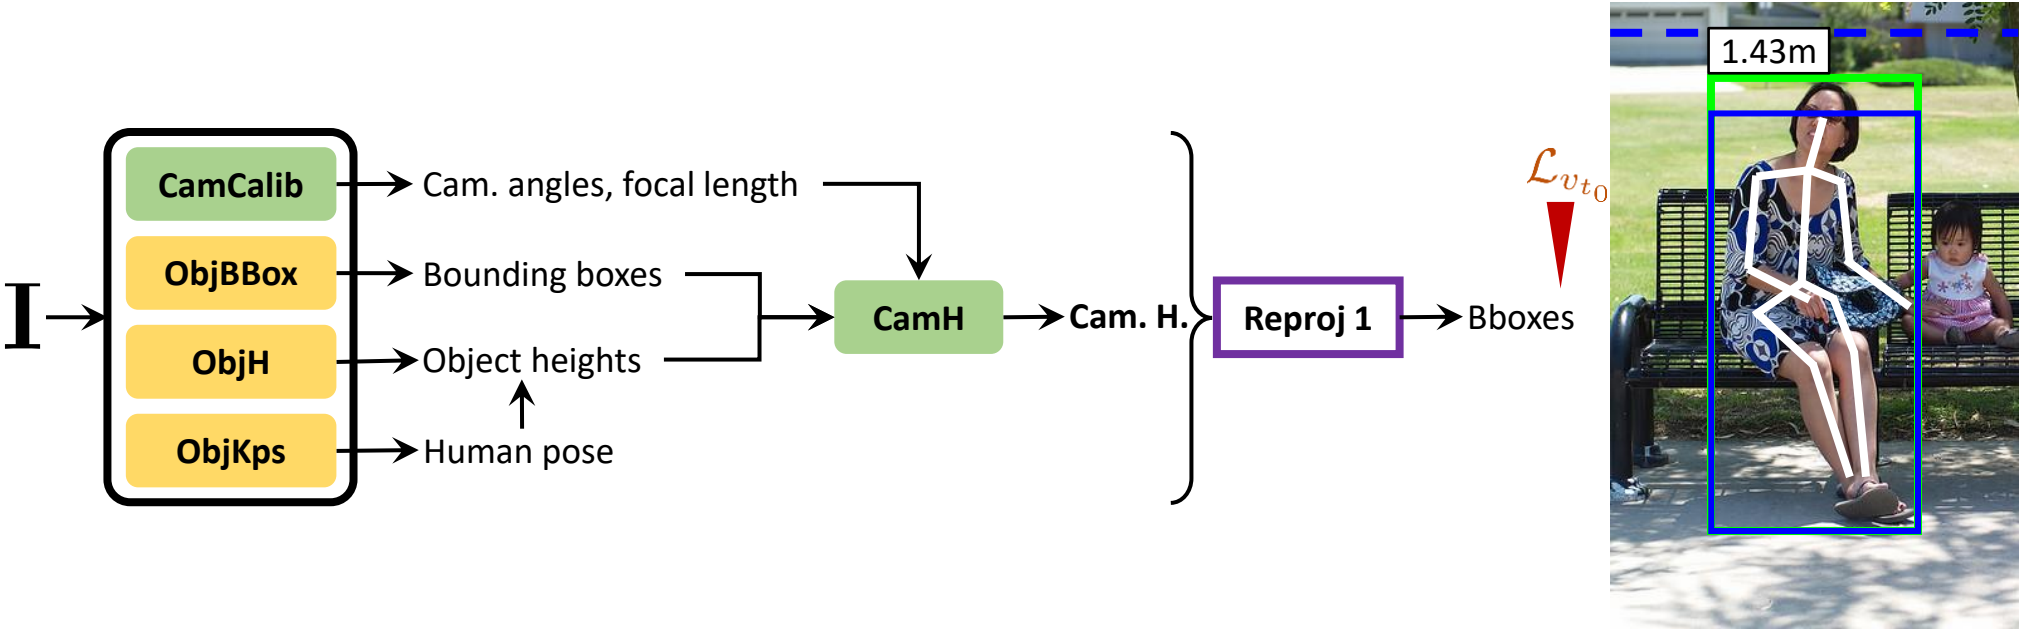 I
CamCalib
ObjBBox
ObjH
ObjKps
Cam. angles, focal length
Bounding boxes
Object heights
Human pose
CamH
Cam. H.
Reproj 1
Bboxes
ℒ_{v_{t_0}}
1.43m